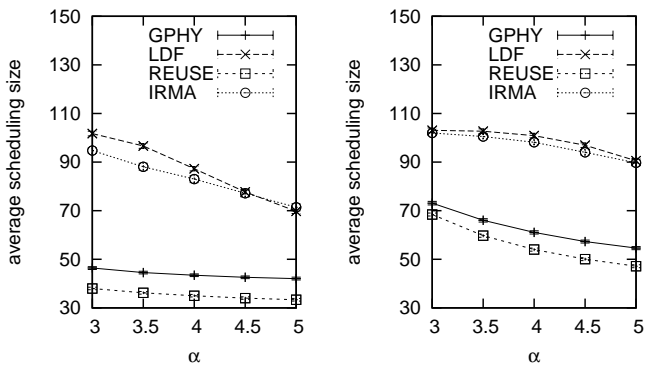 average scheduling size
150
130
110
90
70
50
30
GPHY
LDF
REUSE
IRMA
3 3.5 4 4.5 5
α
average scheduling size
150
130
110
90
70
50
30
GPHY
LDF
REUSE
IRMA
3 3.5 4 4.5 5
α